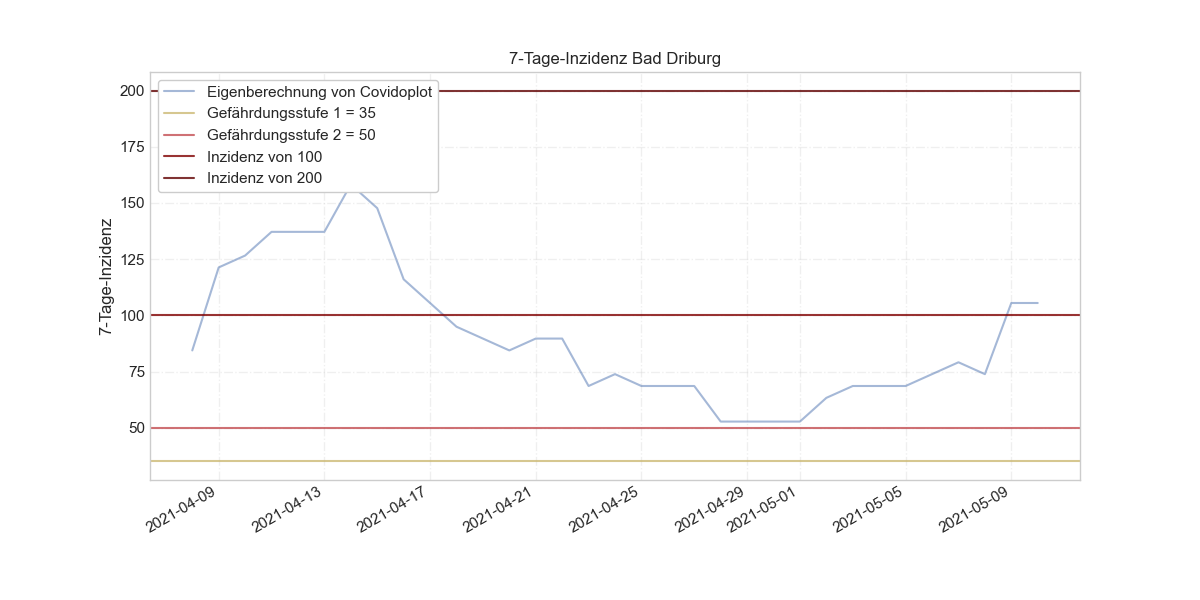 7-Tage-Inzidenz Bad Driburg
7-Tage-Inzidenz
200
175
150
125
100
75
50
Eigenberechnung von Covidoplot
Gefährdungsstufe 1 = 35
Gefährdungsstufe 2 = 50
Inzidenz von 100
Inzidenz von 200
2021-04-09
2021-04-13
2021-04-17
2021-04-21
2021-04-25
2021-04-29
2021-05-01
2021-05-05
2021-05-09